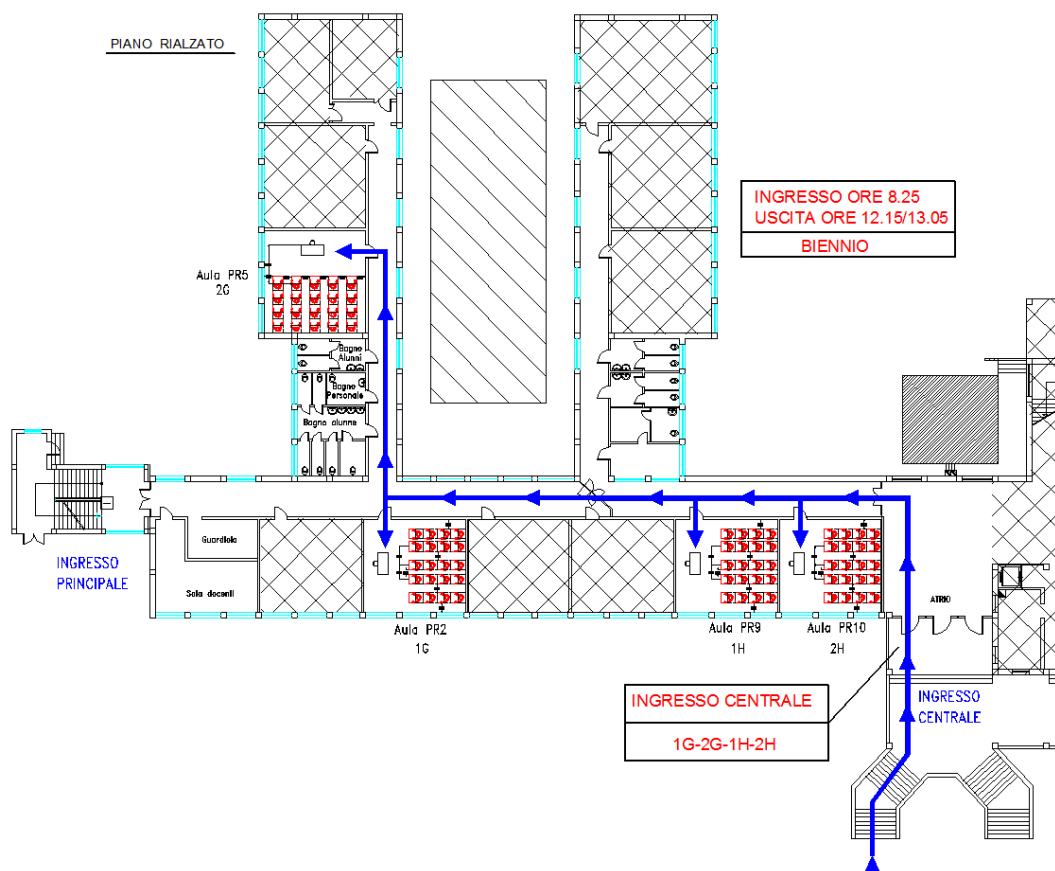 PIANO RIALZATO
INGRESSO ORE 8.25
USCITA ORE 12.15/13.05
BIENNIO
Aula PR5
2G
Bagno
Alunni
Bagno
Personale
Bagno alunne
Guardiola
INGRESSO
PRINCIPALE
Sala docenti
ATRIO
Aula PR2
1G
Aula PR9
1H
Aula PR10
2H
INGRESSO CENTRALE
1G-2G-1H-2H
INGRESSO
CENTRALE